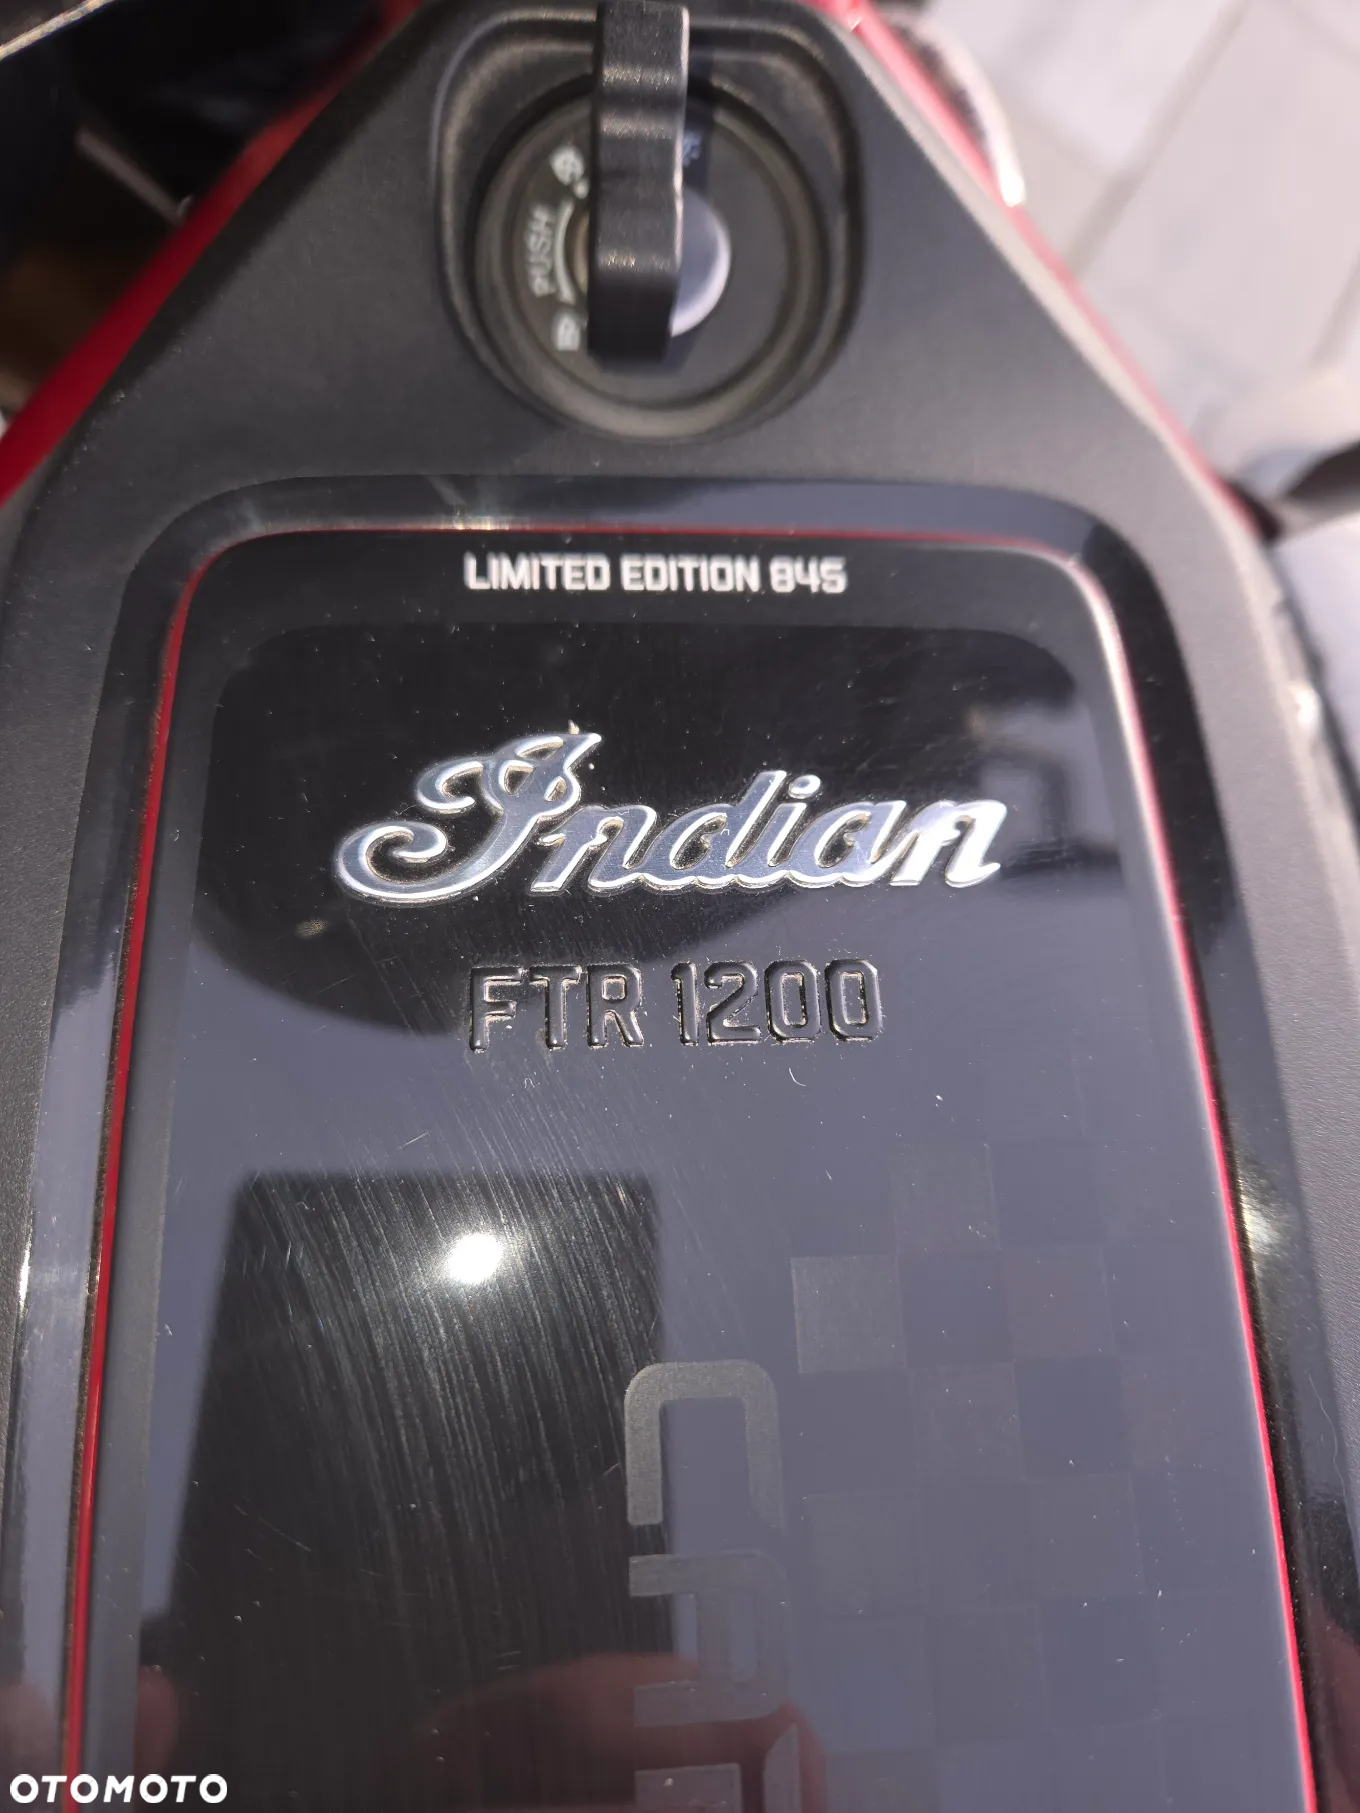 PUSH
LIMITED EDITION 845
Indian
FTR 1200
OTOMOTO